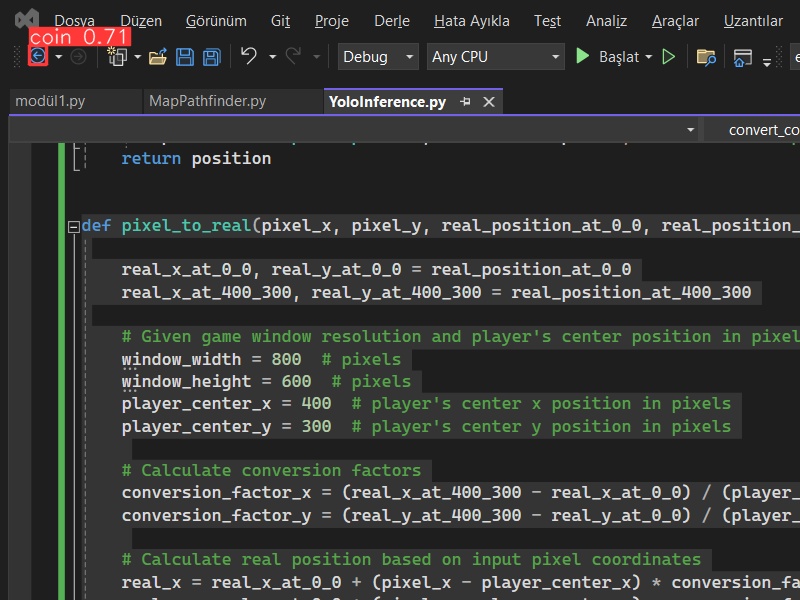 Dosya Düzen Görünüm Git Proje Derle Hata Ayıkla Test Analiz Araçlar Uzantılar
coin 0.71
Debug Any CPU Başlat
modül1.py MapPathfinder.py YoloInference.py
convert_co
return position
def pixel_to_real(pixel_x, pixel_y, real_position_at_0_0, real_position_
real_x_at_0_0, real_y_at_0_0 = real_position_at_0_0
real_x_at_400_300, real_y_at_400_300 = real_position_at_400_300
# Given game window resolution and player's center position in pixel
window_width = 800  # pixels
window_height = 600  # pixels
player_center_x = 400  # player's center x position in pixels
player_center_y = 300  # player's center y position in pixels
# Calculate conversion factors
conversion_factor_x = (real_x_at_400_300 - real_x_at_0_0) / (player_
conversion_factor_y = (real_y_at_400_300 - real_y_at_0_0) / (player_
# Calculate real position based on input pixel coordinates
real_x = real_x_at_0_0 + (pixel_x - player_center_x) * conversion_fa